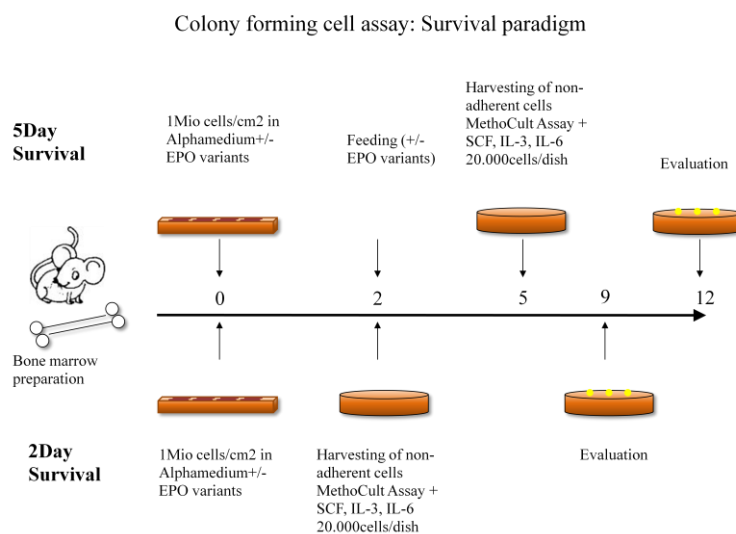 Colony forming cell assay: Survival paradigm
5Day
Survival
1Mio cells/cm2 in
Alphamedium+/-
EPO variants
Feeding (+/-
EPO variants)
Harvesting of non-
adherent cells
MethoCult Assay +
SCF, IL-3, IL-6
20.000cells/dish
Evaluation
0
2
5
9
12
Bone marrow
preparation
2Day
Survival
1Mio cells/cm2 in
Alphamedium+/-
EPO variants
Harvesting of non-
adherent cells
MethoCult Assay +
SCF, IL-3, IL-6
20.000cells/dish
Evaluation